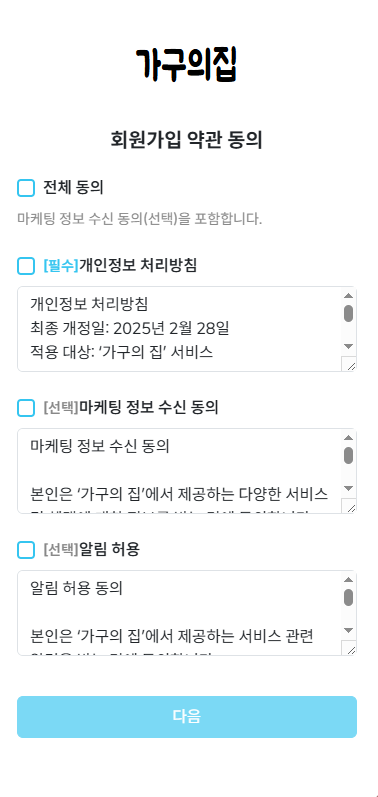 가구의집
회원가입 약관 동의
전체 동의
마케팅 정보 수신 동의(선택)을 포함합니다.
[필수]개인정보 처리방침
개인정보 처리방침
최종 개정일: 2025년 2월 28일
적용 대상: ‘가구의 집’ 서비스
[선택]마케팅 정보 수신 동의
마케팅 정보 수신 동의
본인은 ‘가구의 집’에서 제공하는 다양한 서비스
[선택]알림 허용
알림 허용 동의
본인은 ‘가구의 집’에서 제공하는 서비스 관련
다음